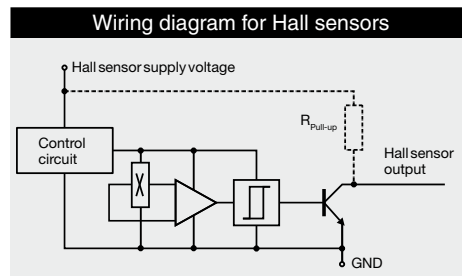 Wiring diagram for Hall sensors
Hall sensor supply voltage
R Pull-up
Control
circuit
Hall sensor
output
GND